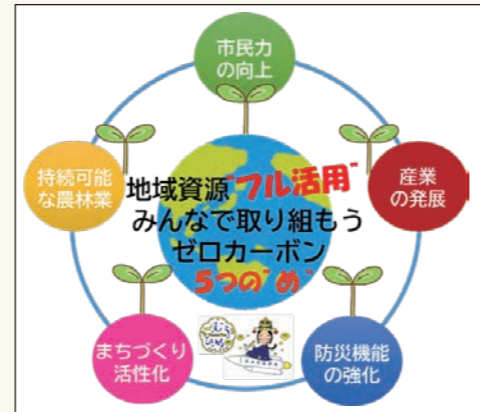 市民力
の向上
持続可能
な農林業
産業
の発展
地域資源"フル活用"
みんなで取り組もう
ゼロカーボン
5つの"め"
まちづくり
活性化
防災機能
の強化